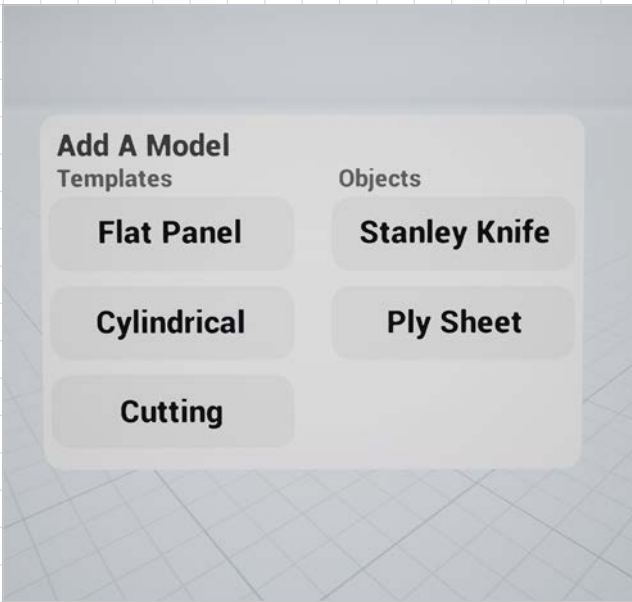 Add A Model
Templates
Objects
Flat Panel
Stanley Knife
Cylindrical
Ply Sheet
Cutting